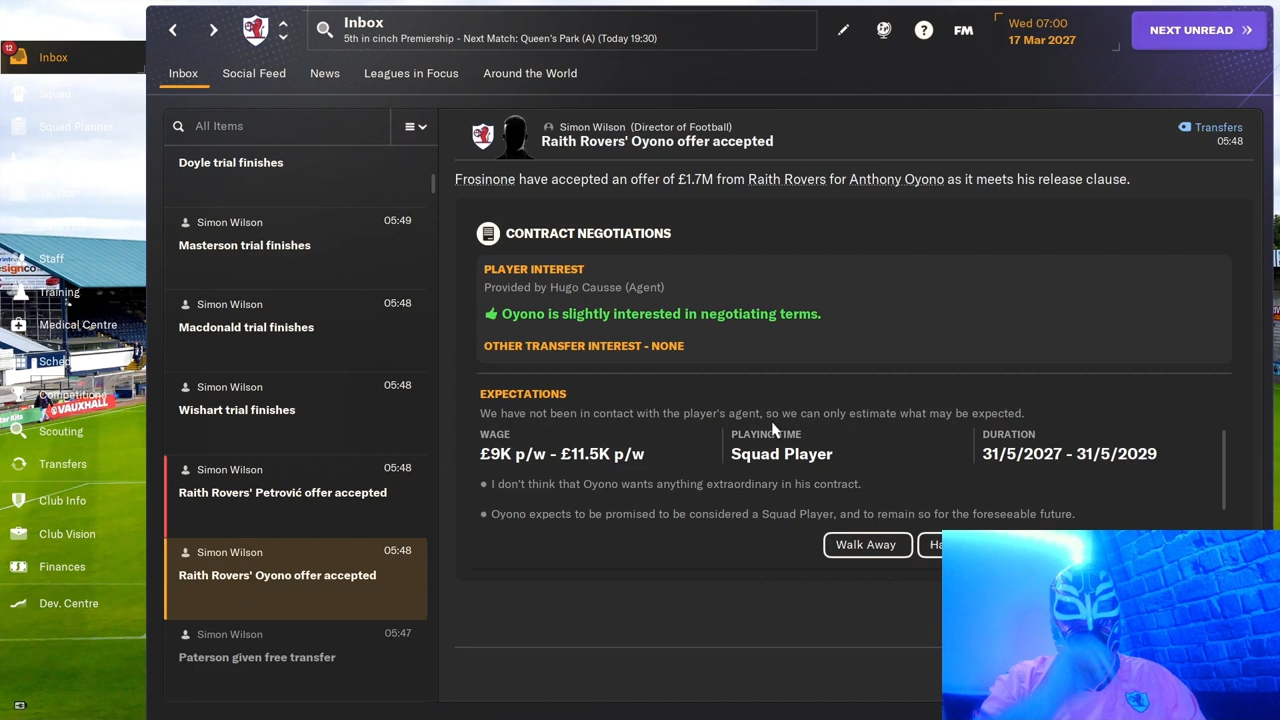 Inbox
5th in cinch Premiership - Next Match: Queen's Park (A) (Today 19:30)
?
FM
Wed 07:00
17 Mar 2027
NEXT UNREAD
12
Inbox
Squad
Squad Planner
Staff
Training
Medical Centre
Sched
Competitions
Scouting
Transfers
Club Info
Club Vision
Finances
Dev. Centre
esignco.
VAUXHALL
Inbox
Social Feed
News
Leagues in Focus
Around the World
All Items
Doyle trial finishes
Simon Wilson
05:49
Masterson trial finishes
Simon Wilson
05:48
Macdonald trial finishes
Simon Wilson
05:48
Wishart trial finishes
Simon Wilson
05:48
Raith Rovers' Petrović offer accepted
Simon Wilson
05:48
Raith Rovers' Oyono offer accepted
Simon Wilson
05:47
Paterson given free transfer
Simon Wilson (Director of Football)
Raith Rovers' Oyono offer accepted
Transfers
05:48
Frosinone have accepted an offer of £1.7M from Raith Rovers for Anthony Oyono as it meets his release clause.
CONTRACT NEGOTIATIONS
PLAYER INTEREST
Provided by Hugo Causse (Agent)
Oyono is slightly interested in negotiating terms.
OTHER TRANSFER INTEREST - NONE
EXPECTATIONS
We have not been in contact with the player's agent, so we can only estimate what may be expected.
WAGE
£9K p/w - £11.5K p/w
PLAYING TIME
Squad Player
DURATION
31/5/2027 - 31/5/2029
• I don't think that Oyono wants anything extraordinary in his contract.
• Oyono expects to be promised to be considered a Squad Player, and to remain so for the foreseeable future.
Walk Away
Ha